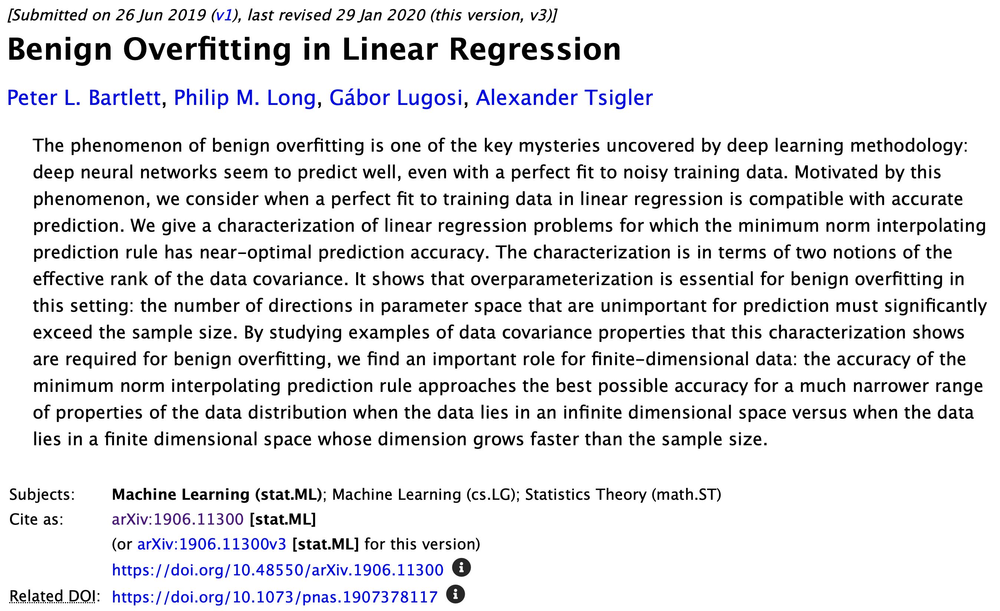 [Submitted on 26 Jun 2019 (v1), last revised 29 Jan 2020 (this version, v3)]
Benign Overfitting in Linear Regression
Peter L. Bartlett, Philip M. Long, Gábor Lugosi, Alexander Tsigler
The phenomenon of benign overfitting is one of the key mysteries uncovered by deep learning methodology:
deep neural networks seem to predict well, even with a perfect fit to noisy training data. Motivated by this
phenomenon, we consider when a perfect fit to training data in linear regression is compatible with accurate
prediction. We give a characterization of linear regression problems for which the minimum norm interpolating
prediction rule has near-optimal prediction accuracy. The characterization is in terms of two notions of the
effective rank of the data covariance. It shows that overparameterization is essential for benign overfitting in
this setting: the number of directions in parameter space that are unimportant for prediction must significantly
exceed the sample size. By studying examples of data covariance properties that this characterization shows
are required for benign overfitting, we find an important role for finite-dimensional data: the accuracy of the
minimum norm interpolating prediction rule approaches the best possible accuracy for a much narrower range
of properties of the data distribution when the data lies in an infinite dimensional space versus when the data
lies in a finite dimensional space whose dimension grows faster than the sample size.
Subjects: Machine Learning (stat.ML); Machine Learning (cs.LG); Statistics Theory (math.ST)
Cite as: arXiv:1906.11300 [stat.ML]
(or arXiv:1906.11300v3 [stat.ML] for this version)
https://doi.org/10.48550/arXiv.1906.11300
Related DOI: https://doi.org/10.1073/pnas.1907378117